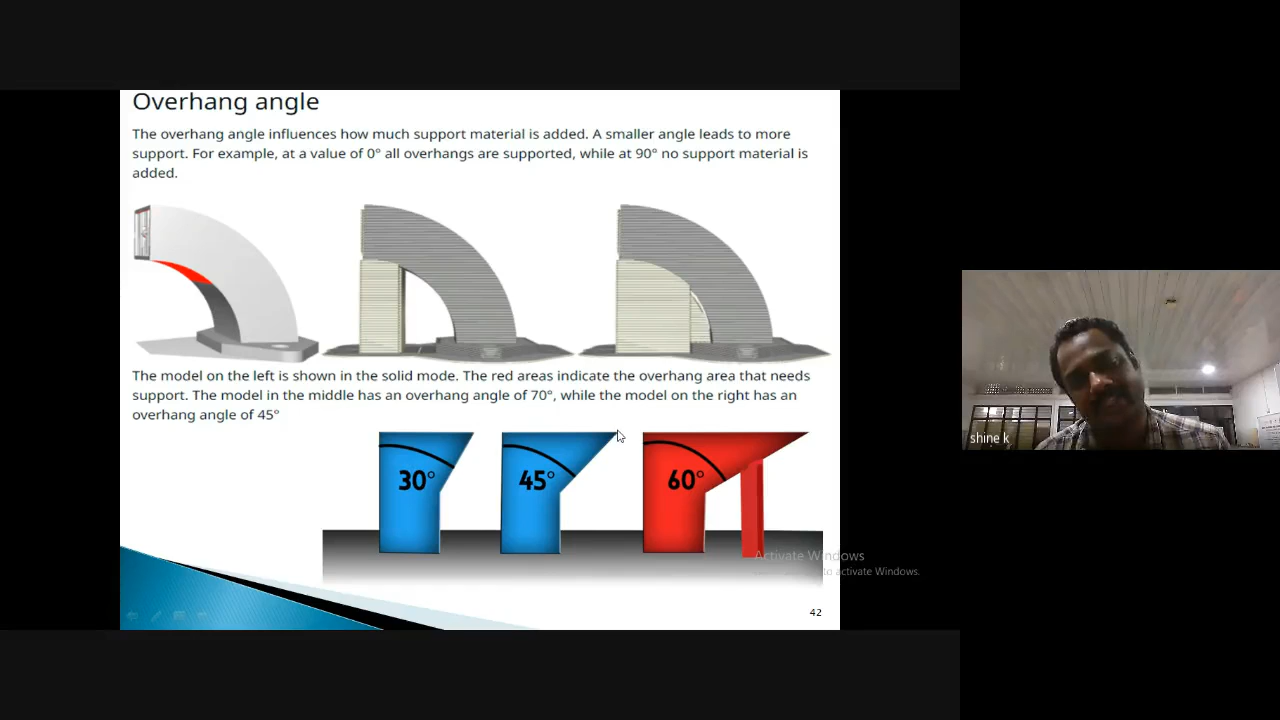 Overhang angle
The overhang angle influences how much support material is added. A smaller angle leads to more
support. For example, at a value of 0° all overhangs are supported, while at 90° no support material is
added.
The model on the left is shown in the solid mode. The red areas indicate the overhang area that needs
support. The model in the middle has an overhang angle of 70°, while the model on the right has an
overhang angle of 45°
30°
45°
60°
shine k
Activate Windows
to activate Windows.
42